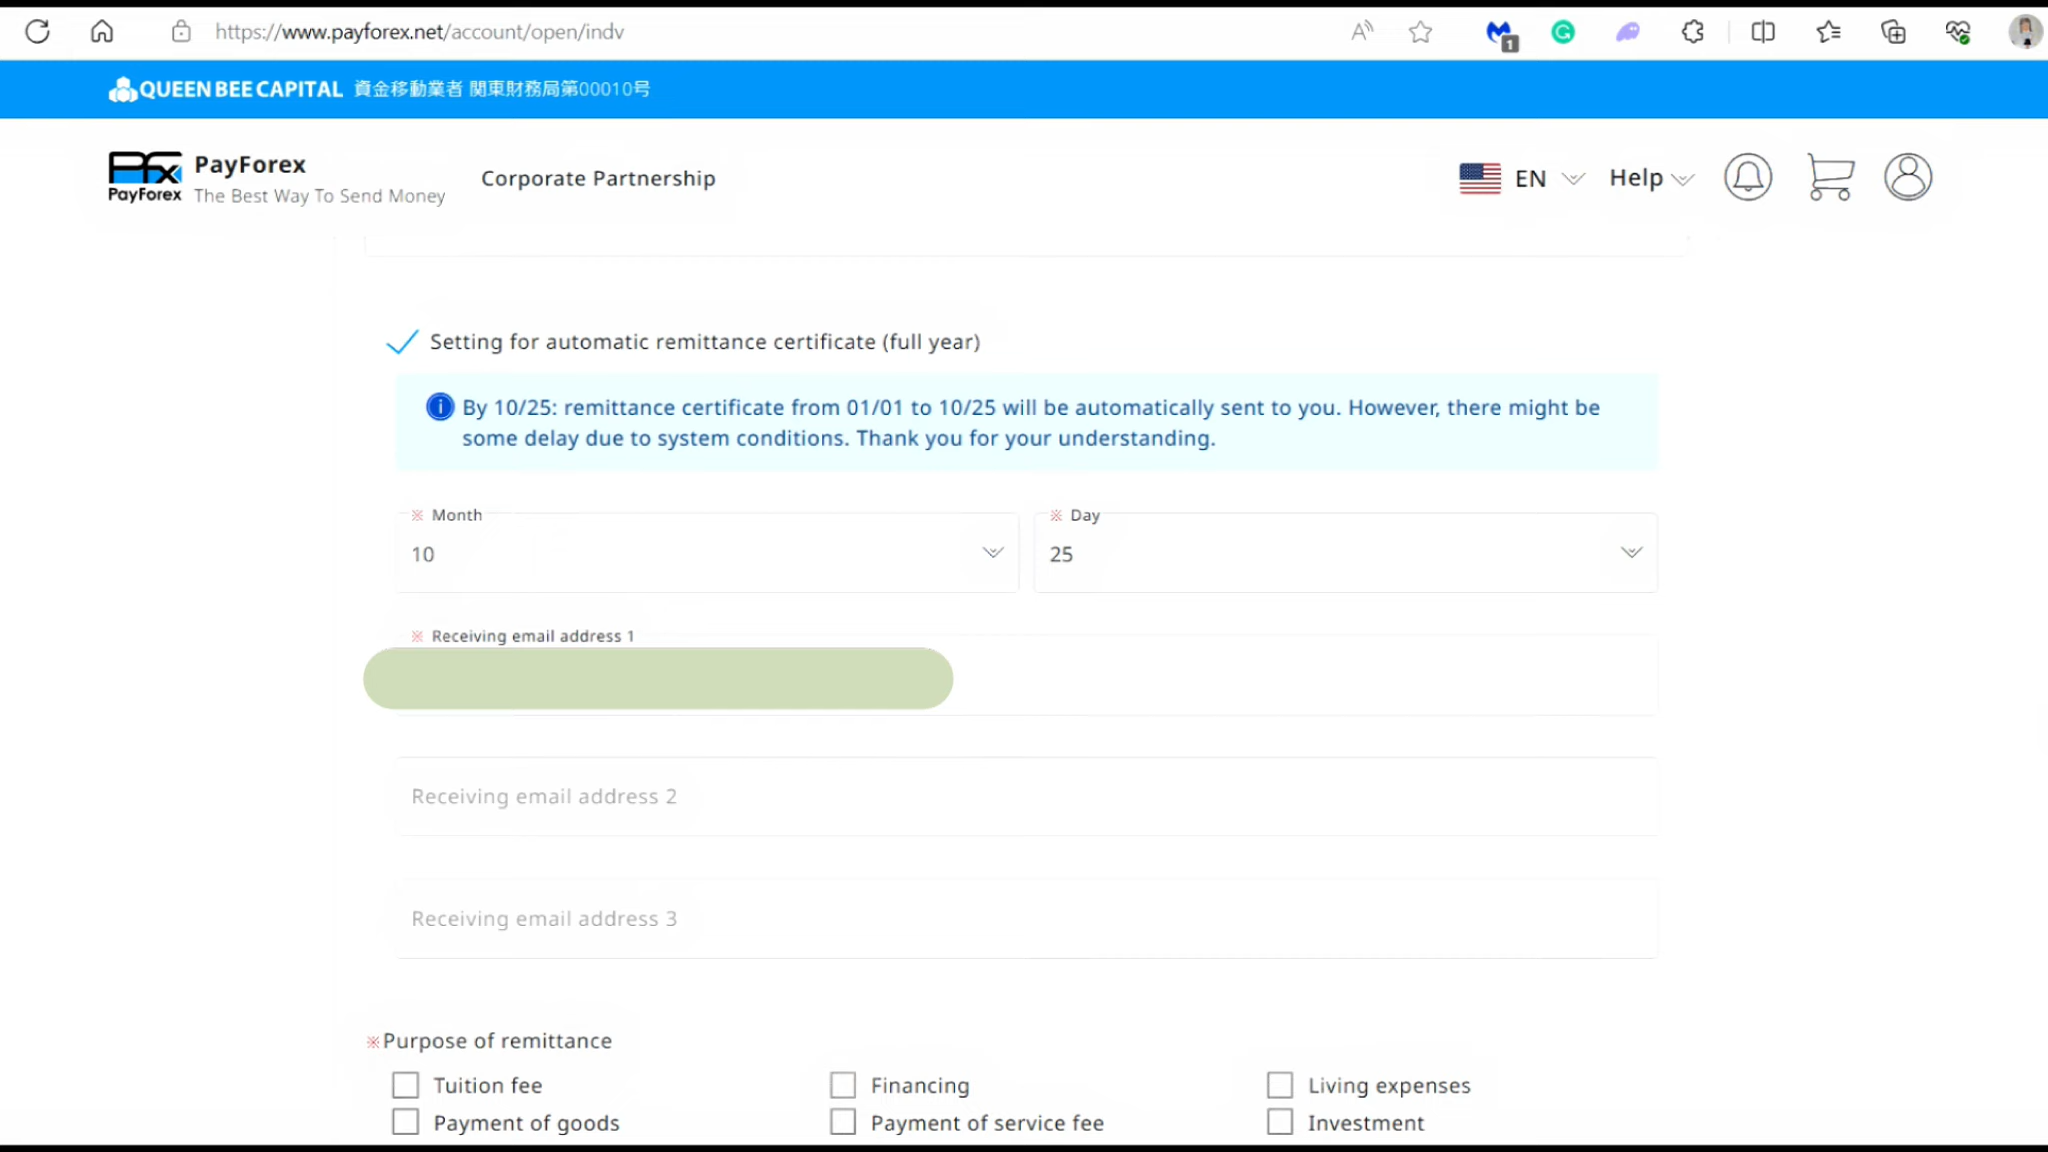 https://www.payforex.net/account/open/indv
1
QUEEN BEE CAPITAL 資金移動業者 関東財務局第00010号
PFX
PayForex
PayForex
The Best Way To Send Money
Corporate Partnership
EN
Help
Setting for automatic remittance certificate (full year)
By 10/25: remittance certificate from 01/01 to 10/25 will be automatically sent to you. However, there might be
some delay due to system conditions. Thank you for your understanding.
※ Month
10
※ Day
25
※ Receiving email address 1
Receiving email address 2
Receiving email address 3
※Purpose of remittance
Tuition fee
Financing
Living expenses
Payment of goods
Payment of service fee
Investment